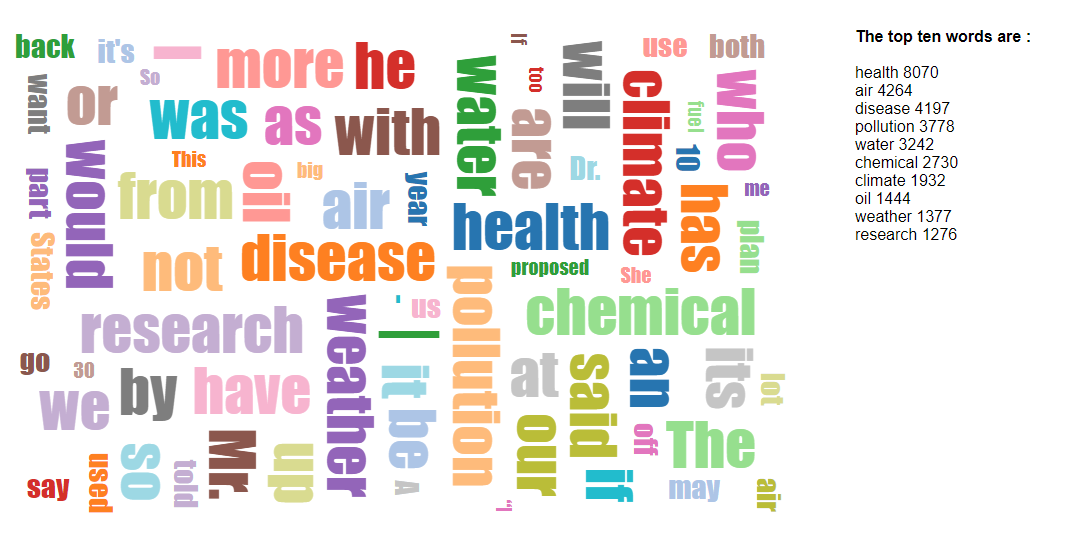 back it's — more he If too Will use both
want So or was as with water are climate fuel Who
This 10
part Would from oil big air year Dr. has me
States not disease health plan
proposed She
research weather ' us pollution chemical
|
go 30 at said an its lot
we by have it be
our off The
say used so told Mr. up A if may air
"I
The top ten words are :
health 8070
air 4264
disease 4197
pollution 3778
water 3242
chemical 2730
climate 1932
oil 1444
weather 1377
research 1276